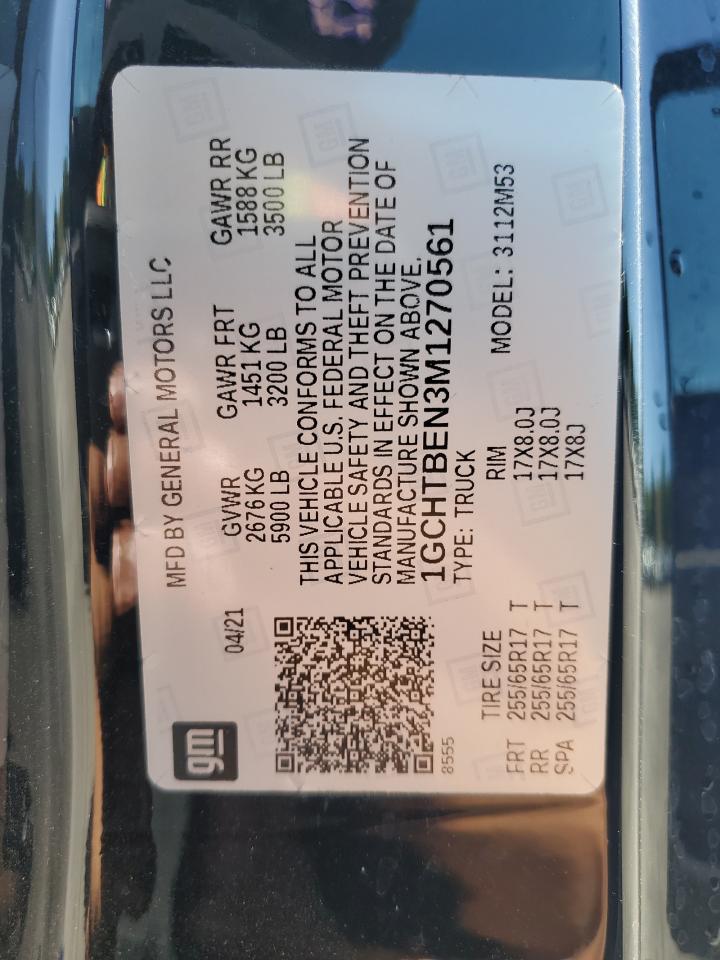 gm
MFD BY GENERAL MOTORS LLC
04/21
GVWR GAWR FRT GAWR RR
2676 KG 1451 KG 1588 KG
5900 LB 3200 LB 3500 LB
THIS VEHICLE CONFORMS TO ALL
APPLICABLE U.S. FEDERAL MOTOR
VEHICLE SAFETY AND THEFT PREVENTION
STANDARDS IN EFFECT ON THE DATE OF
MANUFACTURE SHOWN ABOVE.
1GCHTBEN3M1270561
8555
TYPE: TRUCK
TIRE SIZE RIM MODEL: 3112M53
FRT 255/65R17 T 17X8.0J
RR 255/65R17 T 17X8.0J
SPA 255/65R17 T 17X8J